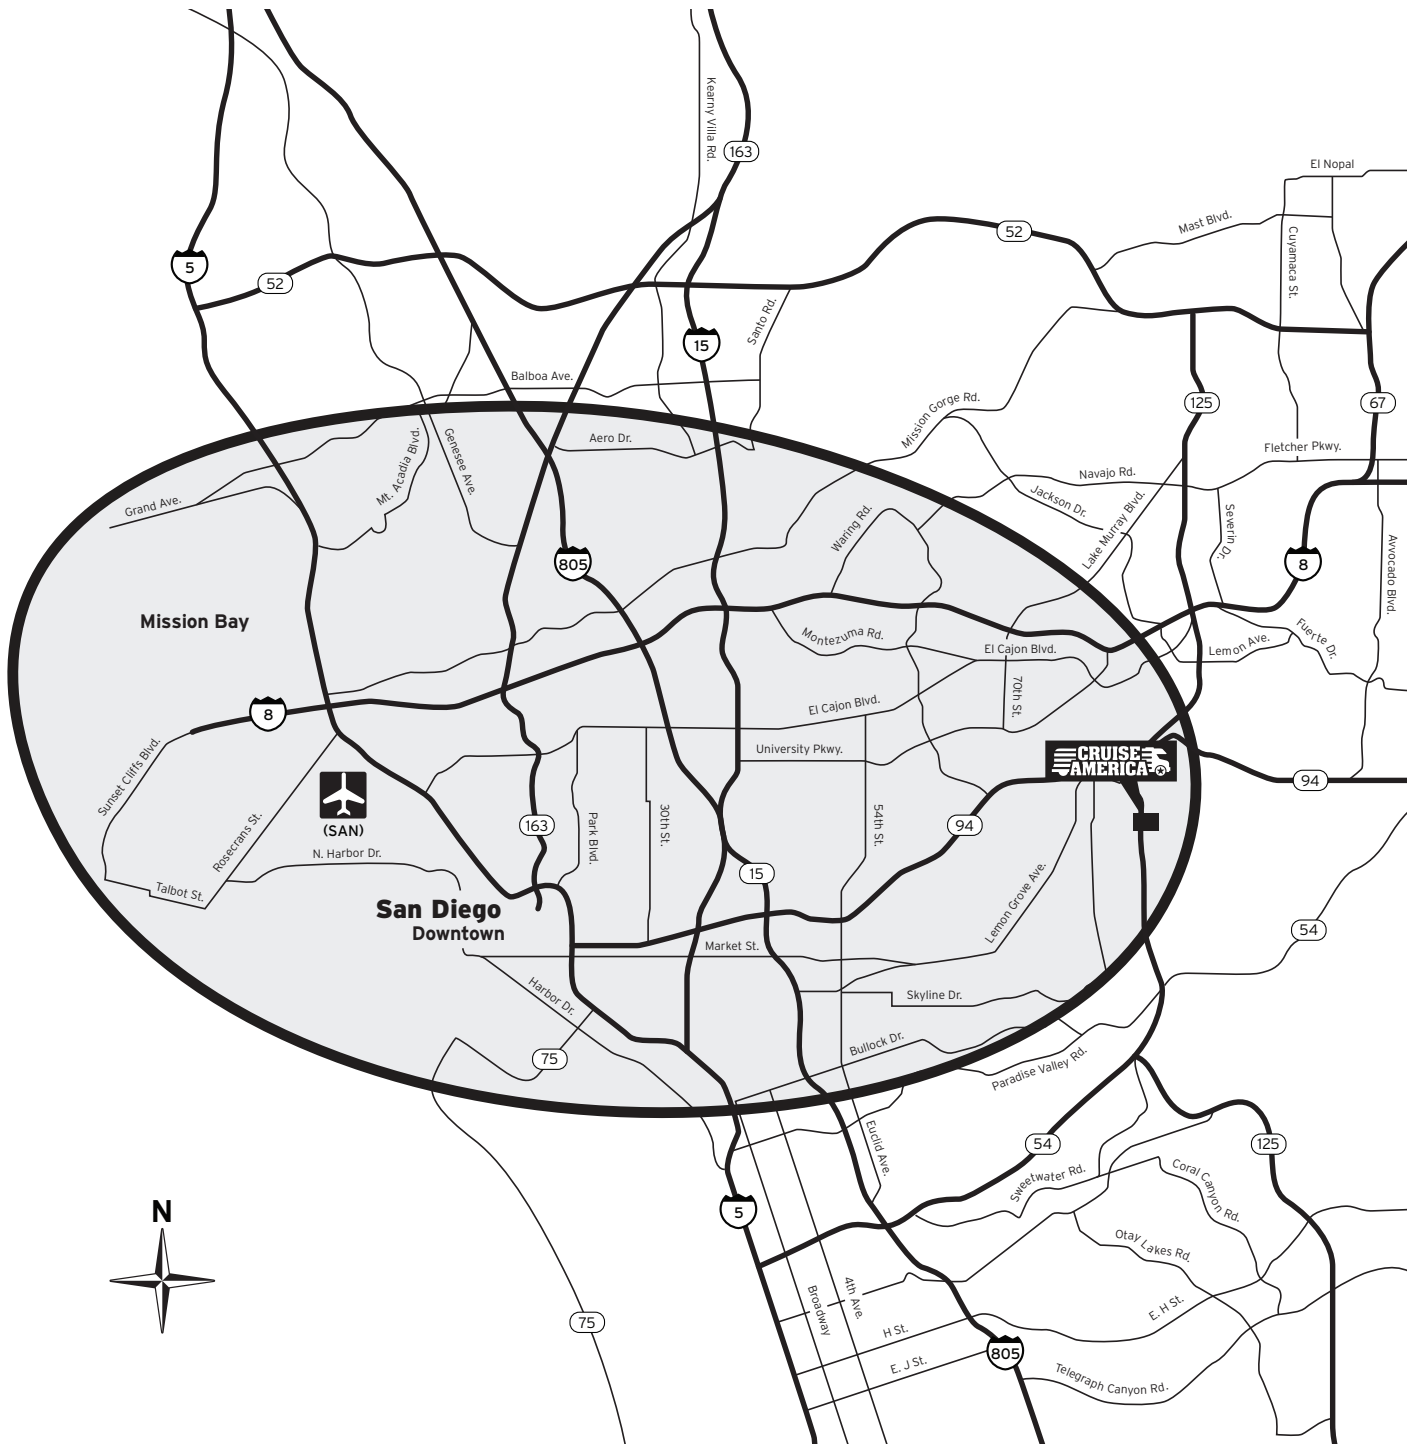 Kearny Villa Rd.
163
El Nopal
Mast Blvd.
52
Cuyamaca St.
5
52
Santo Rd.
15
Balboa Ave.
Mission Gorge Rd.
125
67
Aero Dr.
Mt. Acadia Blvd.
Genesee Ave.
Fletcher Pkwy.
Navajo Rd.
Jackson Dr.
Lake Murray Blvd.
Severin Dr.
Grand Ave.
Waring Rd.
805
8
Avvocado Blvd.
Mission Bay
Montezuma Rd.
El Cajon Blvd.
Lemon Ave.
Fuerte Dr.
70th St.
8
El Cajon Blvd.
University Pkwy.
CRUISE
AMERICA
94
Sunset Cliffs Blvd.
(SAN)
Rosecrans St.
163
Park Blvd.
30th St.
54th St.
94
N. Harbor Dr.
15
Talbot St.
Lemon Grove Ave.
San Diego
Downtown
Market St.
54
Harbor Dr.
Skyline Dr.
75
Bullock Dr.
Paradise Valley Rd.
Euclid Ave.
54
125
Sweetwater Rd.
Coral Canyon Rd.
N
5
Otay Lakes Rd.
75
Broadway
4th Ave.
H St.
E. H St.
E. J St.
805
Telegraph Canyon Rd.